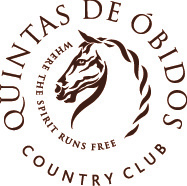 QUINTAS DE ÓBIDOS
WHERE THE SPIRIT RUNS FREE
COUNTRY CLUB